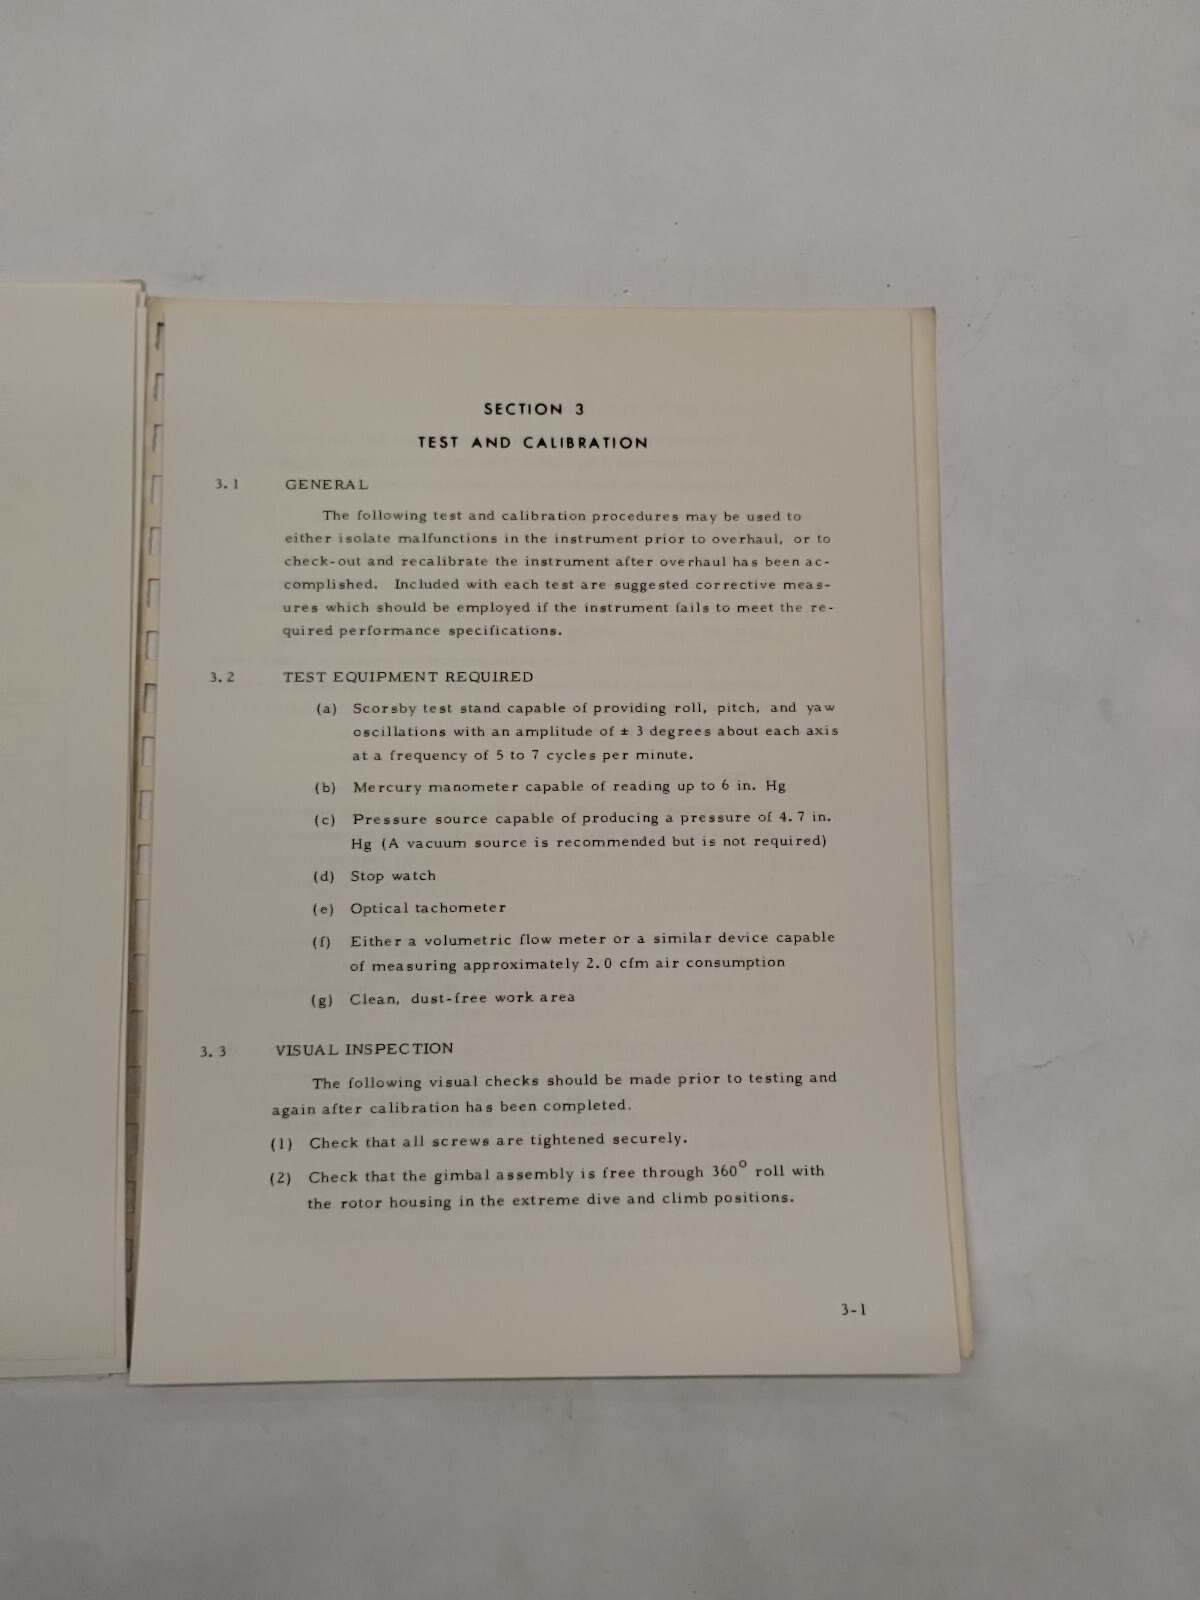 SECTION 3
TEST AND CALIBRATION
3.1 GENERAL
The following test and calibration procedures may be used to
either isolate malfunctions in the instrument prior to overhaul, or to
check-out and recalibrate the instrument after overhaul has been ac-
complished. Included with each test are suggested corrective meas-
ures which should be employed if the instrument fails to meet the re-
quired performance specifications.
3.2 TEST EQUIPMENT REQUIRED
(a) Scorsby test stand capable of providing roll, pitch, and yaw
oscillations with an amplitude of ± 3 degrees about each axis
at a frequency of 5 to 7 cycles per minute.
(b) Mercury manometer capable of reading up to 6 in. Hg
(c) Pressure source capable of producing a pressure of 4.7 in.
Hg (A vacuum source is recommended but is not required)
(d) Stop watch
(e) Optical tachometer
(f) Either a volumetric flow meter or a similar device capable
of measuring approximately 2.0 cfm air consumption
(g) Clean, dust-free work area
3.3 VISUAL INSPECTION
The following visual checks should be made prior to testing and
again after calibration has been completed.
(1) Check that all screws are tightened securely.
(2) Check that the gimbal assembly is free through 360° roll with
the rotor housing in the extreme dive and climb positions.
3-1